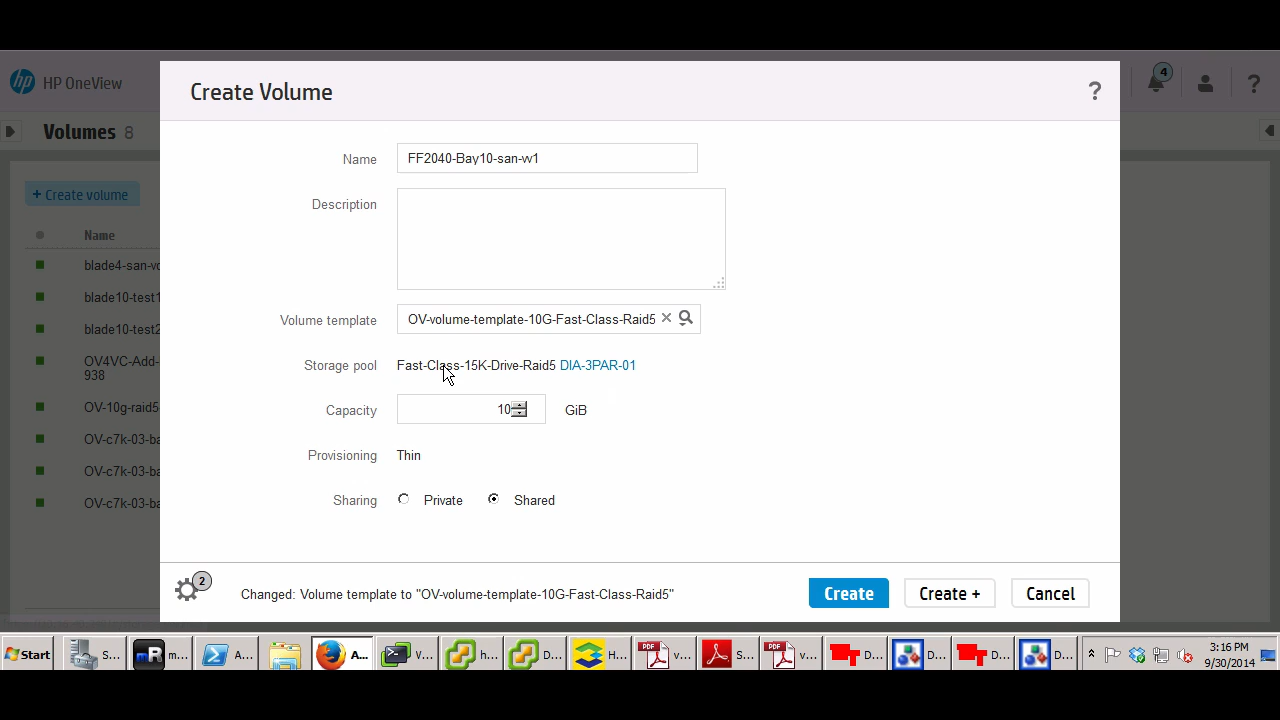 hp HP OneView
Create Volume
?
4
?
Volumes 8
+ Create volume
Name
blade4-san-vo
blade10-test1
blade10-test2
OV4VC-Add-
938
OV-10g-raid5-
OV-c7k-03-ba
OV-c7k-03-ba
OV-c7k-03-ba
Name FF2040-Bay10-san-vv1
Description
Volume template OV-volume-template-10G-Fast-Class-Raid5
Storage pool Fast-Class-15K-Drive-Raid5 DIA-3PAR-01
Capacity 10 GiB
Provisioning Thin
Sharing Private Shared
2
Changed: Volume template to "OV-volume-template-10G-Fast-Class-Raid5"
Create Create + Cancel
Start S... m... A... A... V... h... D... H... v... S... v... D... D... D... D...
3:16 PM
9/30/2014